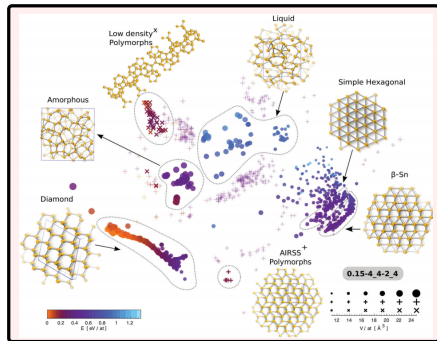 Low density x
Polymorphs
Liquid
Simple Hexagonal
Amorphous
β-Sn
Diamond
AIRSS +
Polymorphs
0.15-4_4-2_4
0 0.2 0.4 0.6 0.8 1 1.2
E [eV / at]
12 14 16 18 20 22 24
V / at [Å^3]